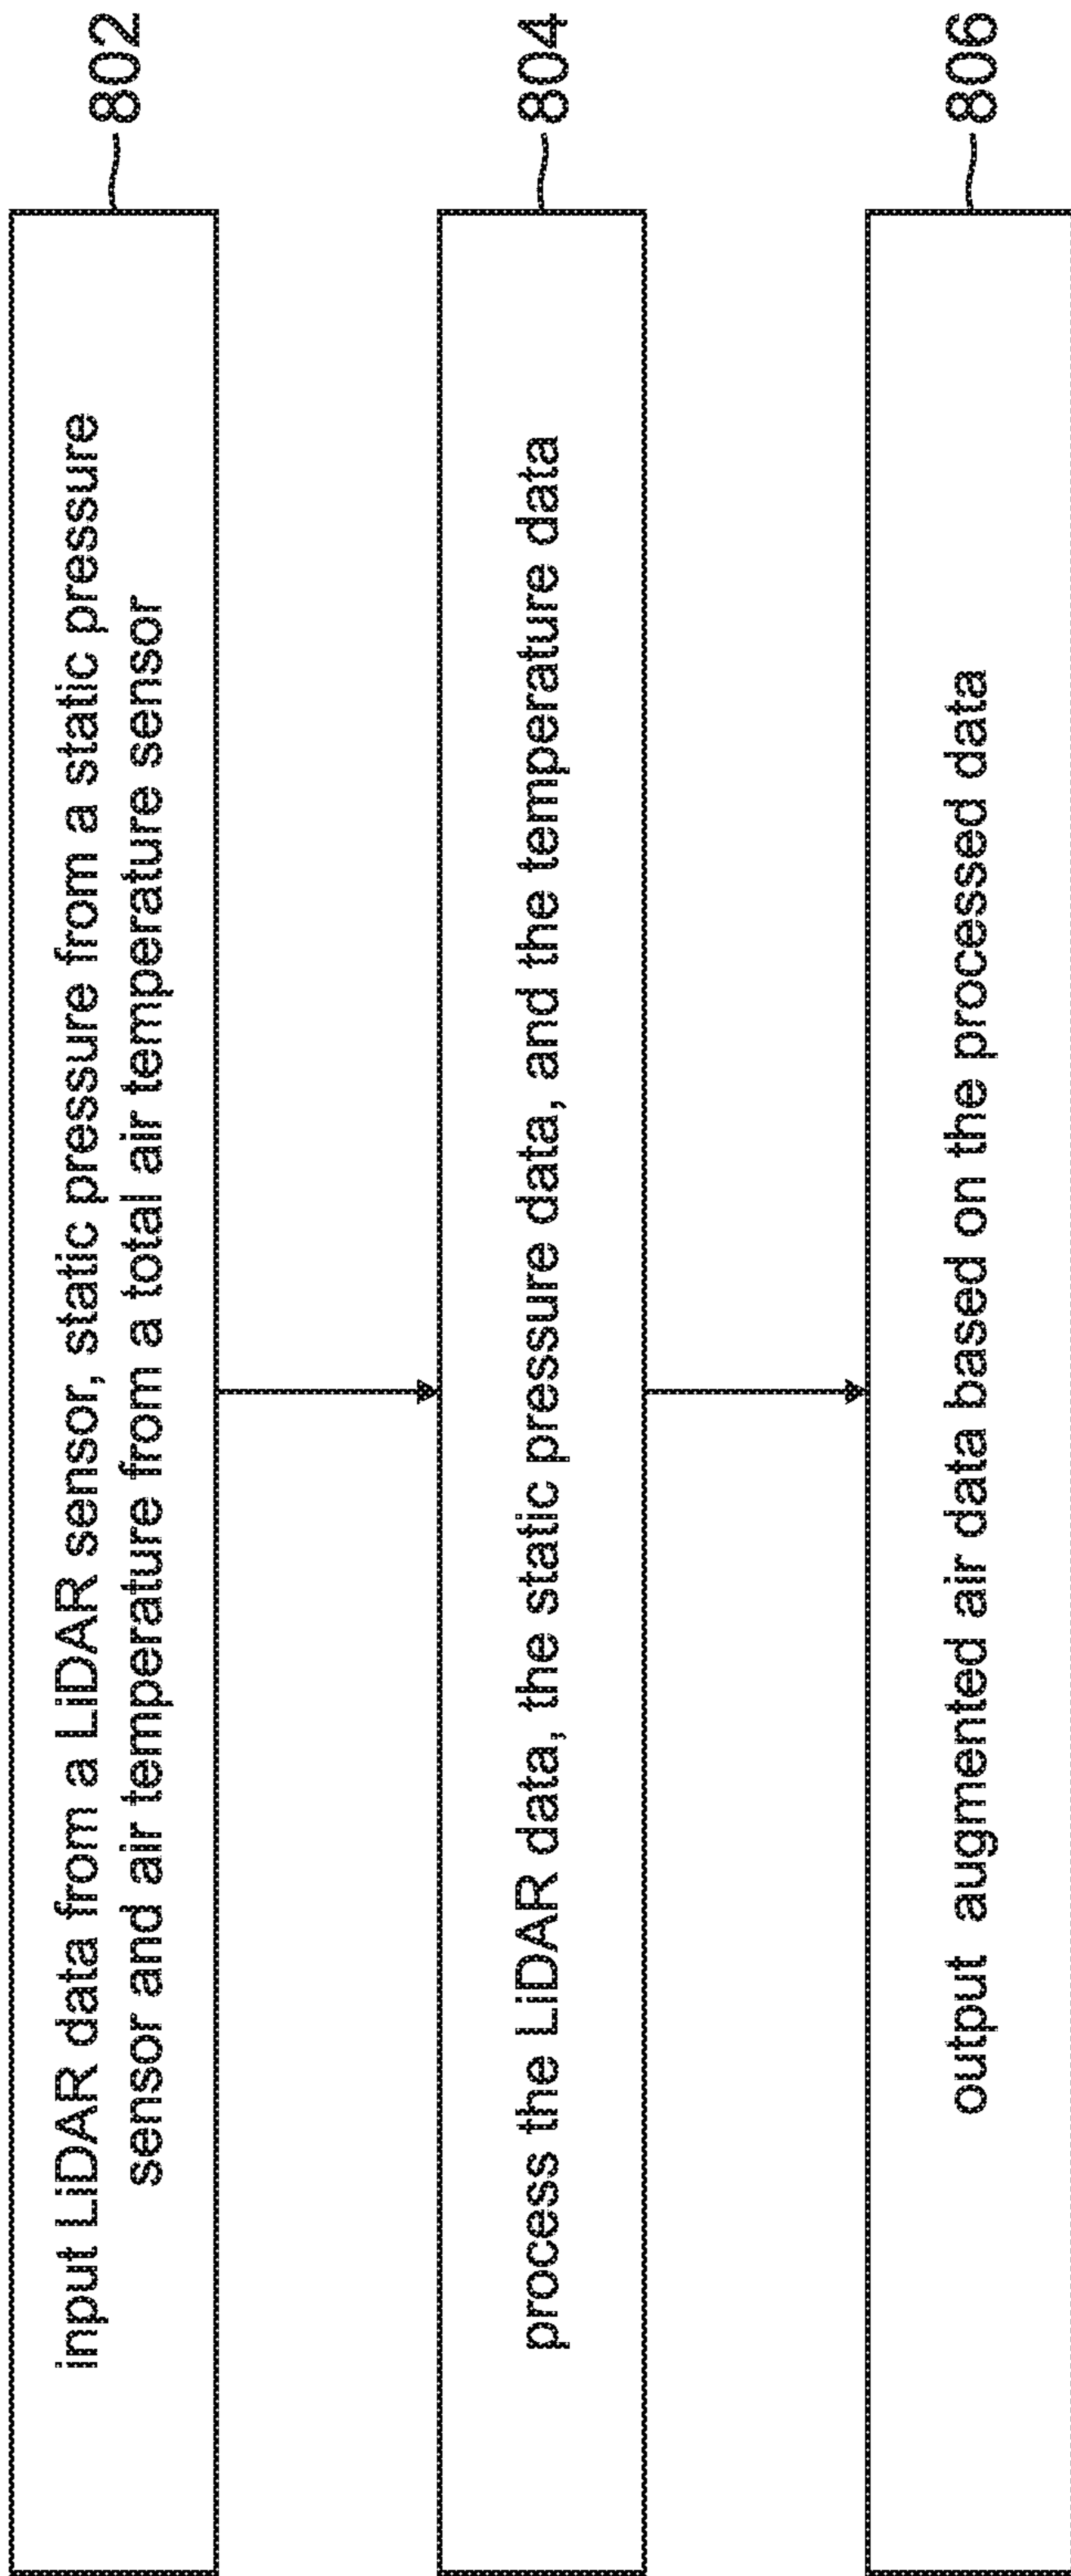 input LiDAR data from a LiDAR sensor, static pressure from a static pressure
sensor and air temperature from a total air temperature sensor
802
process the LiDAR data, the static pressure data, and the temperature data
804
output augmented air data based on the processed data
806